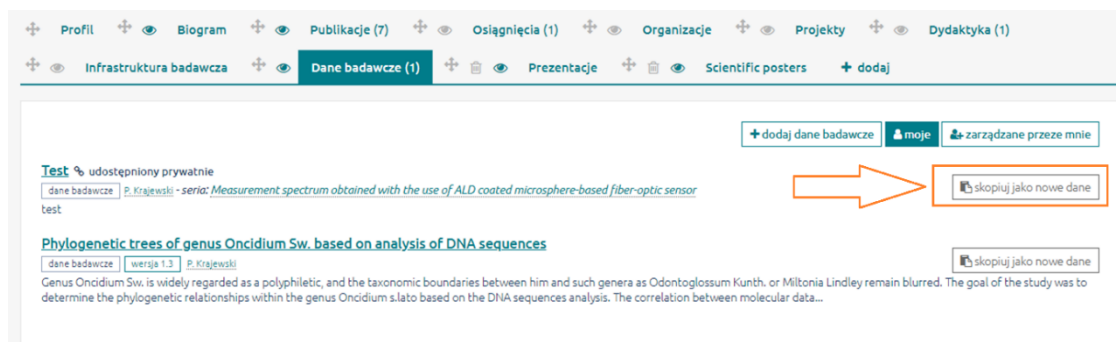 Profil Biogram Publikacje (7) Osiągnięcia (1) Organizacje Projekty Dydaktyka (1)
Infrastruktura badawcza Dane badawcze (1) Prezentacje Scientific posters + dodaj
+ dodaj dane badawcze moje zarządzane przeze mnie
Test udostępniony prywatnie
dane badawcze P. Krajewski - seria: Measurement spectrum obtained with the use of ALD coated microsphere-based fiber-optic sensor skopiuj jako nowe dane
test
Phylogenetic trees of genus Oncidium Sw. based on analysis of DNA sequences
dane badawcze wersja 1.3 P. Krajewski skopiuj jako nowe dane
Genus Oncidium Sw. is widely regarded as a polyphiletic, and the taxonomic boundaries between him and such genera as Odontoglossum Kunth. or Miltonia Lindley remain blurred. The goal of the study was to
determine the phylogenetic relationships within the genus Oncidium s.lato based on the DNA sequences analysis. The correlation between molecular data...